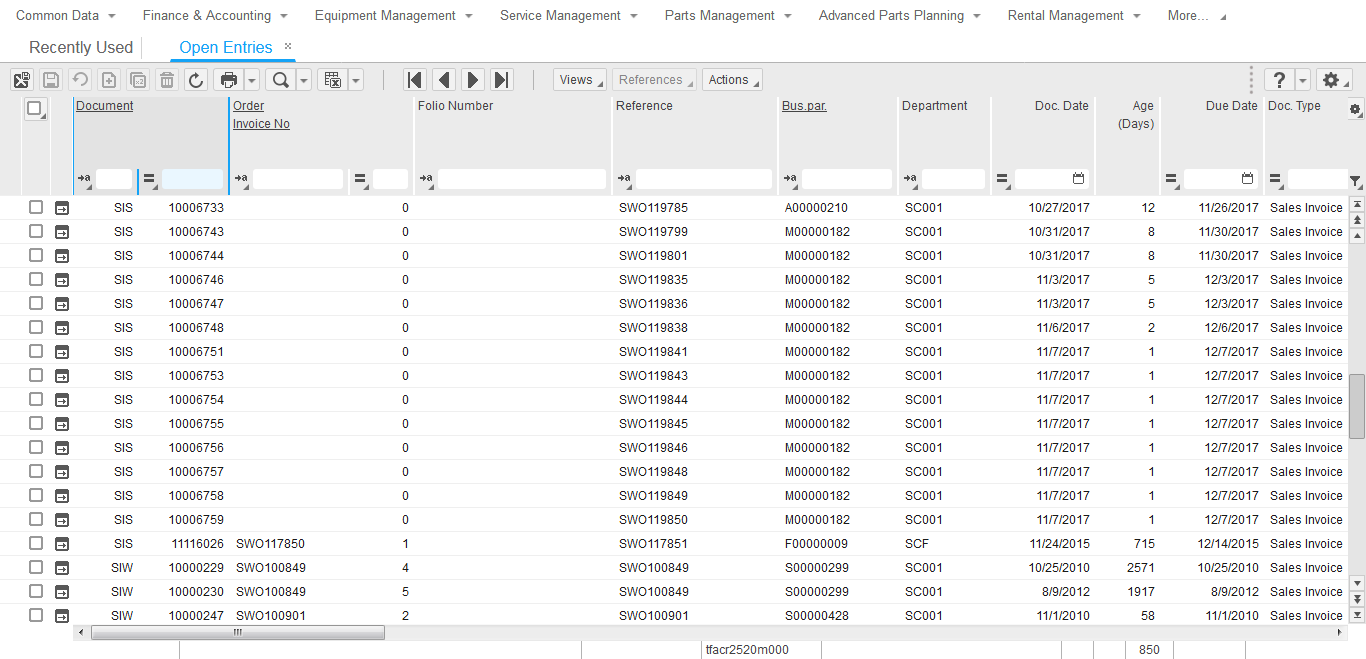 Common Data Finance & Accounting Equipment Management Service Management Parts Management Advanced Parts Planning Rental Management More...
Recently Used Open Entries ×
Views References Actions ?
Document Order Folio Number Reference Bus.par. Department Doc. Date Age Due Date Doc. Type
Invoice No (Days)
SIS 10006733 0 SWO119785 A00000210 SC001 10/27/2017 12 11/26/2017 Sales Invoice
SIS 10006743 0 SWO119799 M00000182 SC001 10/31/2017 8 11/30/2017 Sales Invoice
SIS 10006744 0 SWO119801 M00000182 SC001 10/31/2017 8 11/30/2017 Sales Invoice
SIS 10006746 0 SWO119835 M00000182 SC001 11/3/2017 5 12/3/2017 Sales Invoice
SIS 10006747 0 SWO119836 M00000182 SC001 11/3/2017 5 12/3/2017 Sales Invoice
SIS 10006748 0 SWO119838 M00000182 SC001 11/6/2017 2 12/6/2017 Sales Invoice
SIS 10006751 0 SWO119841 M00000182 SC001 11/7/2017 1 12/7/2017 Sales Invoice
SIS 10006753 0 SWO119843 M00000182 SC001 11/7/2017 1 12/7/2017 Sales Invoice
SIS 10006754 0 SWO119844 M00000182 SC001 11/7/2017 1 12/7/2017 Sales Invoice
SIS 10006755 0 SWO119845 M00000182 SC001 11/7/2017 1 12/7/2017 Sales Invoice
SIS 10006756 0 SWO119846 M00000182 SC001 11/7/2017 1 12/7/2017 Sales Invoice
SIS 10006757 0 SWO119848 M00000182 SC001 11/7/2017 1 12/7/2017 Sales Invoice
SIS 10006758 0 SWO119849 M00000182 SC001 11/7/2017 1 12/7/2017 Sales Invoice
SIS 10006759 0 SWO119850 M00000182 SC001 11/7/2017 1 12/7/2017 Sales Invoice
SIS 11116026 SWO117850 1 SWO117851 F00000009 SCF 11/24/2015 715 12/14/2015 Sales Invoice
SIW 10000229 SWO100849 4 SWO100849 S00000299 SC001 10/25/2010 2571 10/25/2010 Sales Invoice
SIW 10000230 SWO100849 5 SWO100849 S00000299 SC001 8/9/2012 1917 8/9/2012 Sales Invoice
SIW 10000247 SWO100901 2 SWO100901 S00000428 SC001 11/1/2010 58 11/1/2010 Sales Invoice
tfacr2520m000 850